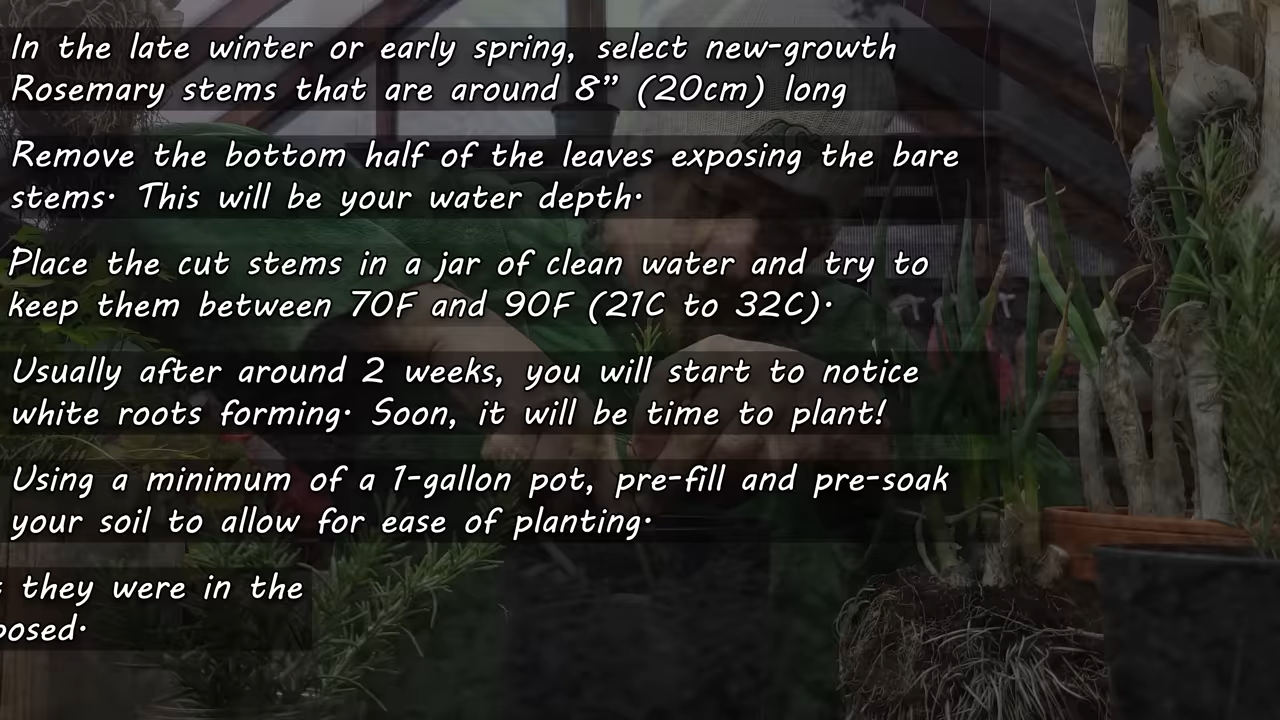 In the late winter or early spring, select new-growth
Rosemary stems that are around 8” (20cm) long
Remove the bottom half of the leaves exposing the bare
stems. This will be your water depth.
Place the cut stems in a jar of clean water and try to
keep them between 70F and 90F (21C to 32C).
Usually after around 2 weeks, you will start to notice
white roots forming. Soon, it will be time to plant!
Using a minimum of a 1-gallon pot, pre-fill and pre-soak
your soil to allow for ease of planting.
they were in the